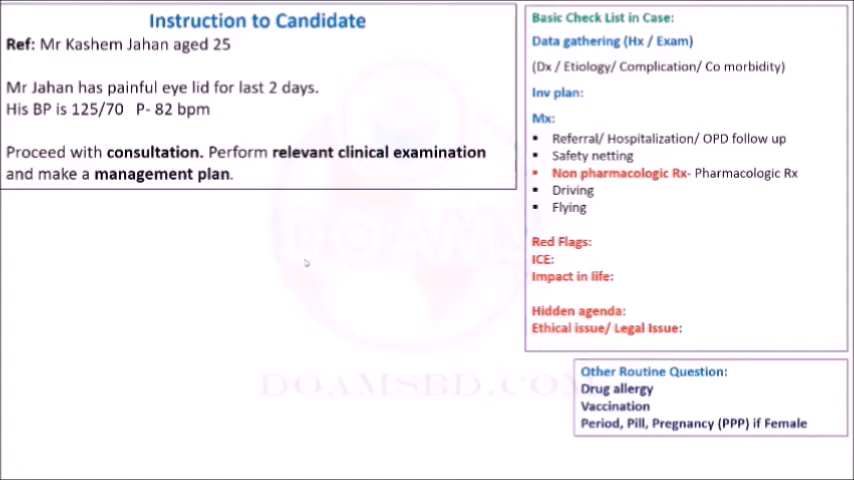 Instruction to Candidate
Ref: Mr Kashem Jahan aged 25
Mr Jahan has painful eye lid for last 2 days.
His BP is 125/70 P- 82 bpm
Proceed with consultation. Perform relevant clinical examination
and make a management plan.
Basic Check List in Case:
Data gathering (Hx / Exam)
(Dx / Etiology/ Complication/ Co morbidity)
Inv plan:
Mx:
▪ Referral/ Hospitalization/ OPD follow up
▪ Safety netting
▪ Non pharmacologic Rx- Pharmacologic Rx
▪ Driving
▪ Flying
Red Flags:
ICE:
Impact in life:
Hidden agenda:
Ethical issue/ Legal Issue:
Other Routine Question:
Drug allergy
Vaccination
Period, Pill, Pregnancy (PPP) if Female
DOAMS
DOAMSBD.COM